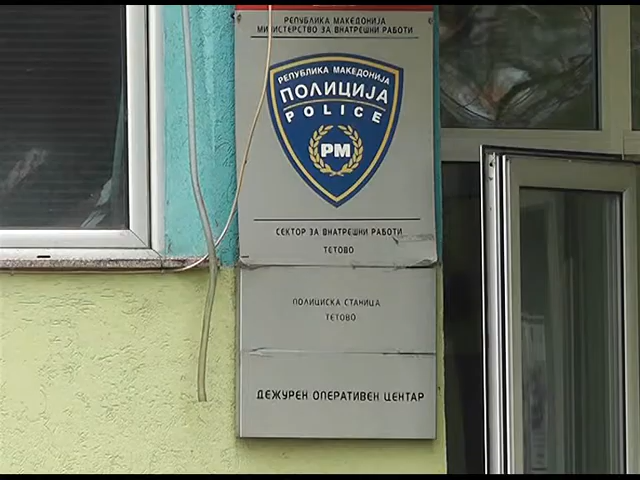 РЕПУБЛИКА МАКЕДОНИЈА
МИНИСТЕРСТВО ЗА ВНАТРЕШНИ РАБОТИ
РЕПУБЛИКА МАКЕДОНИЈА
ПОЛИЦИЈА
POLICE
РМ
СЕКТОР ЗА ВНАТРЕШНИ РАБОТИ
ТЕТОВО
ПОЛИЦИСКА СТАНИЦА
ТЕТОВО
ДЕЖУРЕН ОПЕРАТИВЕН ЦЕНТАР